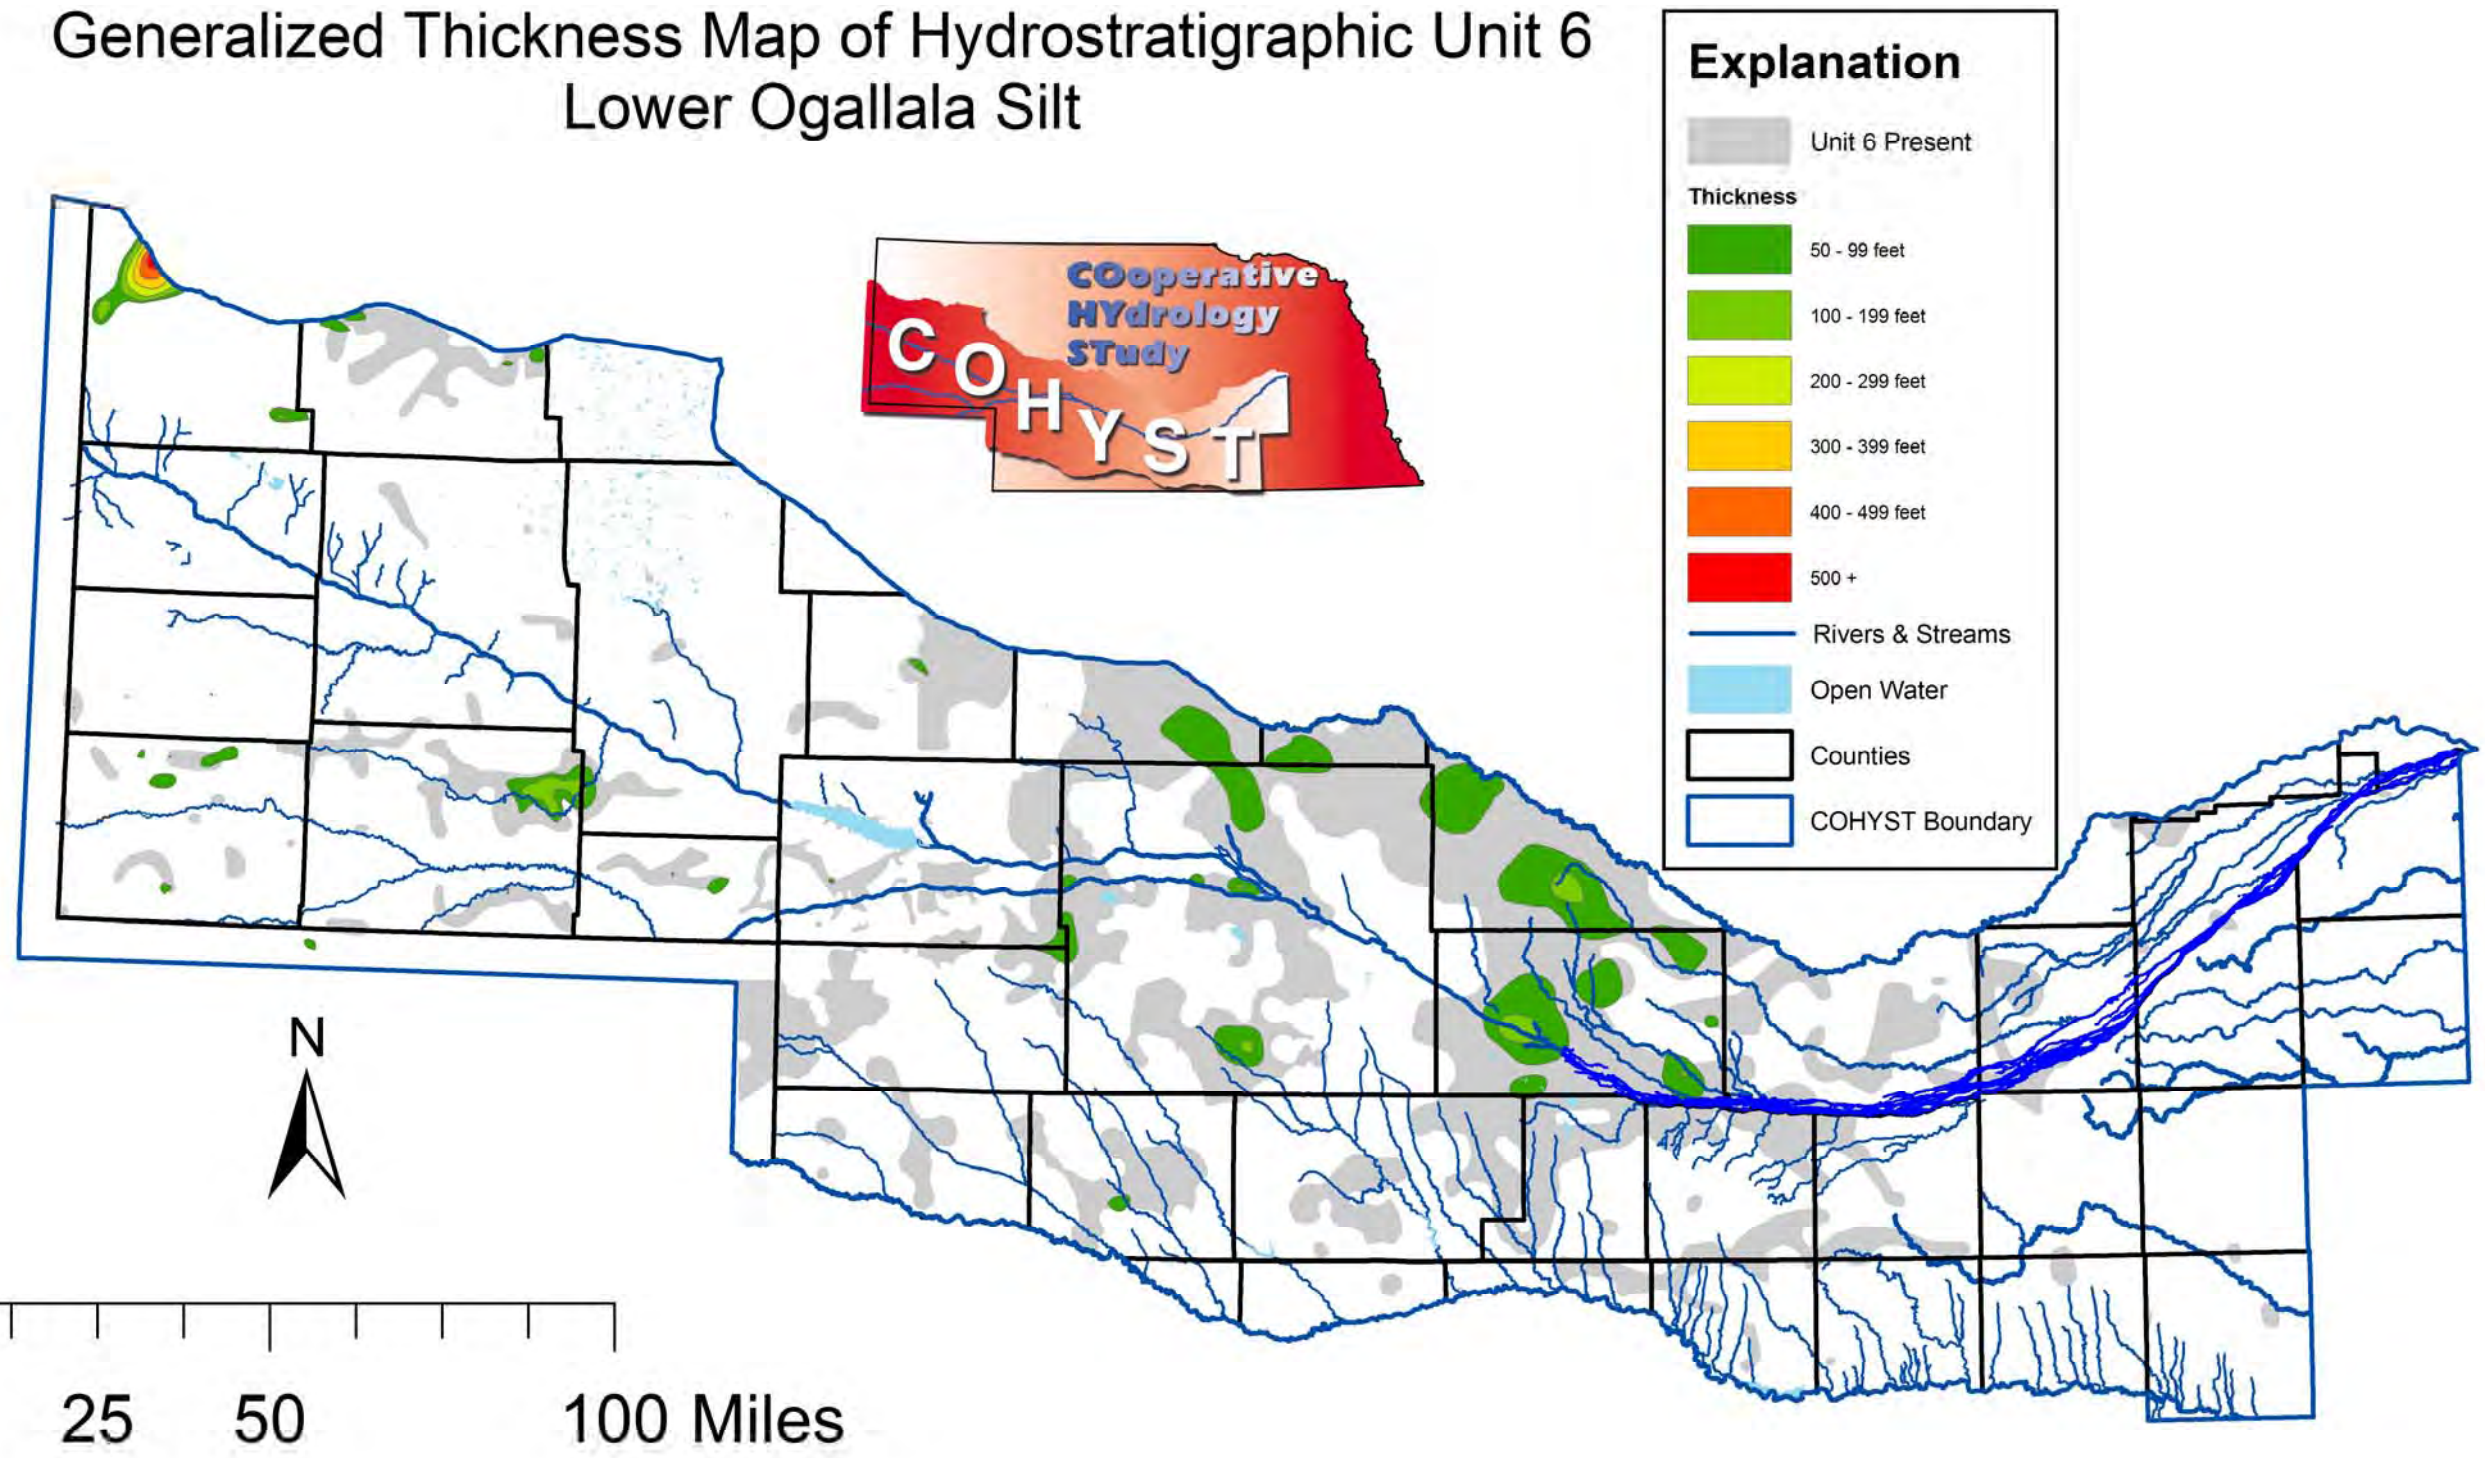 Generalized Thickness Map of Hydrostratigraphic Unit 6
Lower Ogallala Silt
Explanation
Unit 6 Present
Thickness
50 - 99 feet
100 - 199 feet
200 - 299 feet
300 - 399 feet
400 - 499 feet
500 +
Rivers & Streams
Open Water
Counties
COHYST Boundary
COoperative
HYdrology
STudy
C O H Y S T
N
25 50 100 Miles